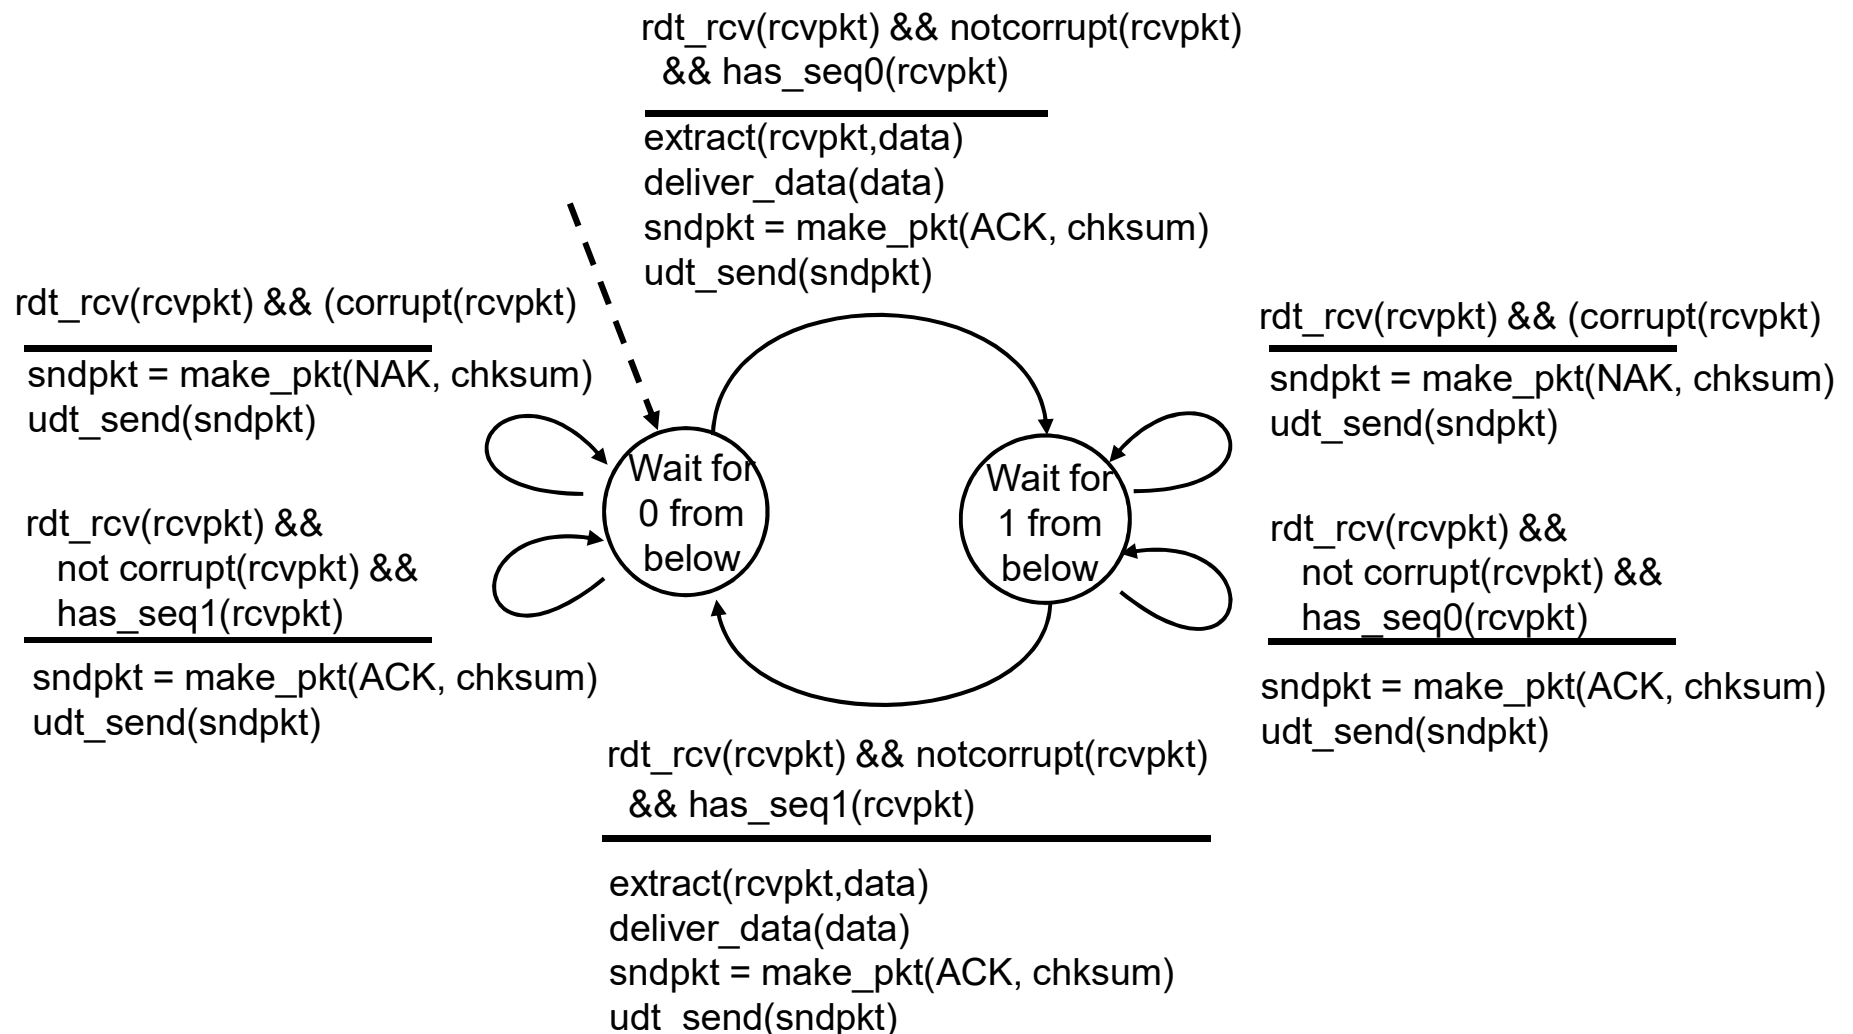 rdt_rcv(rcvpkt) && notcorrupt(rcvpkt)
&& has_seq0(rcvpkt)
extract(rcvpkt,data)
deliver_data(data)
sndpkt = make_pkt(ACK, chksum)
udt_send(sndpkt)
rdt_rcv(rcvpkt) && (corrupt(rcvpkt)
sndpkt = make_pkt(NAK, chksum)
udt_send(sndpkt)
rdt_rcv(rcvpkt) &&
not corrupt(rcvpkt) &&
has_seq1(rcvpkt)
sndpkt = make_pkt(ACK, chksum)
udt_send(sndpkt)
Wait for
0 from
below
Wait for
1 from
below
rdt_rcv(rcvpkt) && (corrupt(rcvpkt)
sndpkt = make_pkt(NAK, chksum)
udt_send(sndpkt)
rdt_rcv(rcvpkt) &&
not corrupt(rcvpkt) &&
has_seq0(rcvpkt)
sndpkt = make_pkt(ACK, chksum)
udt_send(sndpkt)
rdt_rcv(rcvpkt) && notcorrupt(rcvpkt)
&& has_seq1(rcvpkt)
extract(rcvpkt,data)
deliver_data(data)
sndpkt = make_pkt(ACK, chksum)
udt_send(sndpkt)